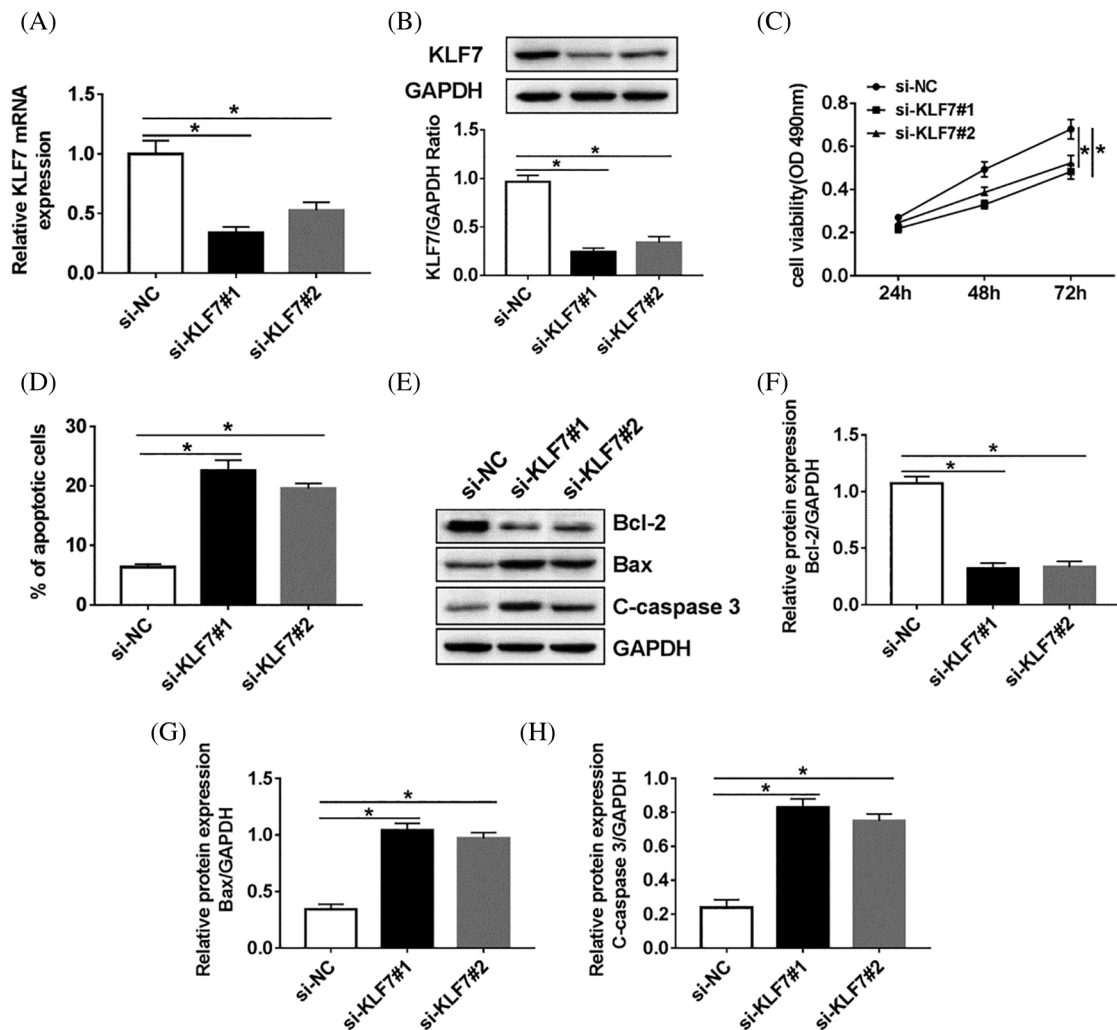 (A)
Relative KLF7 mRNA
expression
1.5
1.0
0.5
0.0
*
*
si-NC
si-KLF7#1
si-KLF7#2
(B)
KLF7
GAPDH
KLF7/GAPDH Ratio
1.5
1.0
0.5
0.0
*
*
si-NC
si-KLF7#1
si-KLF7#2
(C)
si-NC
si-KLF7#1
si-KLF7#2
cell viability(OD 490nm)
0.8
0.6
0.4
0.2
0.0
*
*
24h
48h
72h
(D)
% of apoptotic cells
30
20
10
0
*
*
si-NC
si-KLF7#1
si-KLF7#2
(E)
si-NC
si-KLF7#1
si-KLF7#2
Bcl-2
Bax
C-caspase 3
GAPDH
(F)
Relative protein expression
Bcl-2/GAPDH
1.5
1.0
0.5
0.0
*
*
si-NC
si-KLF7#1
si-KLF7#2
(G)
Relative protein expression
Bax/GAPDH
1.5
1.0
0.5
0.0
*
*
si-NC
si-KLF7#1
si-KLF7#2
(H)
Relative protein expression
C-caspase 3/GAPDH
1.0
0.8
0.6
0.4
0.2
0.0
*
*
si-NC
si-KLF7#1
si-KLF7#2